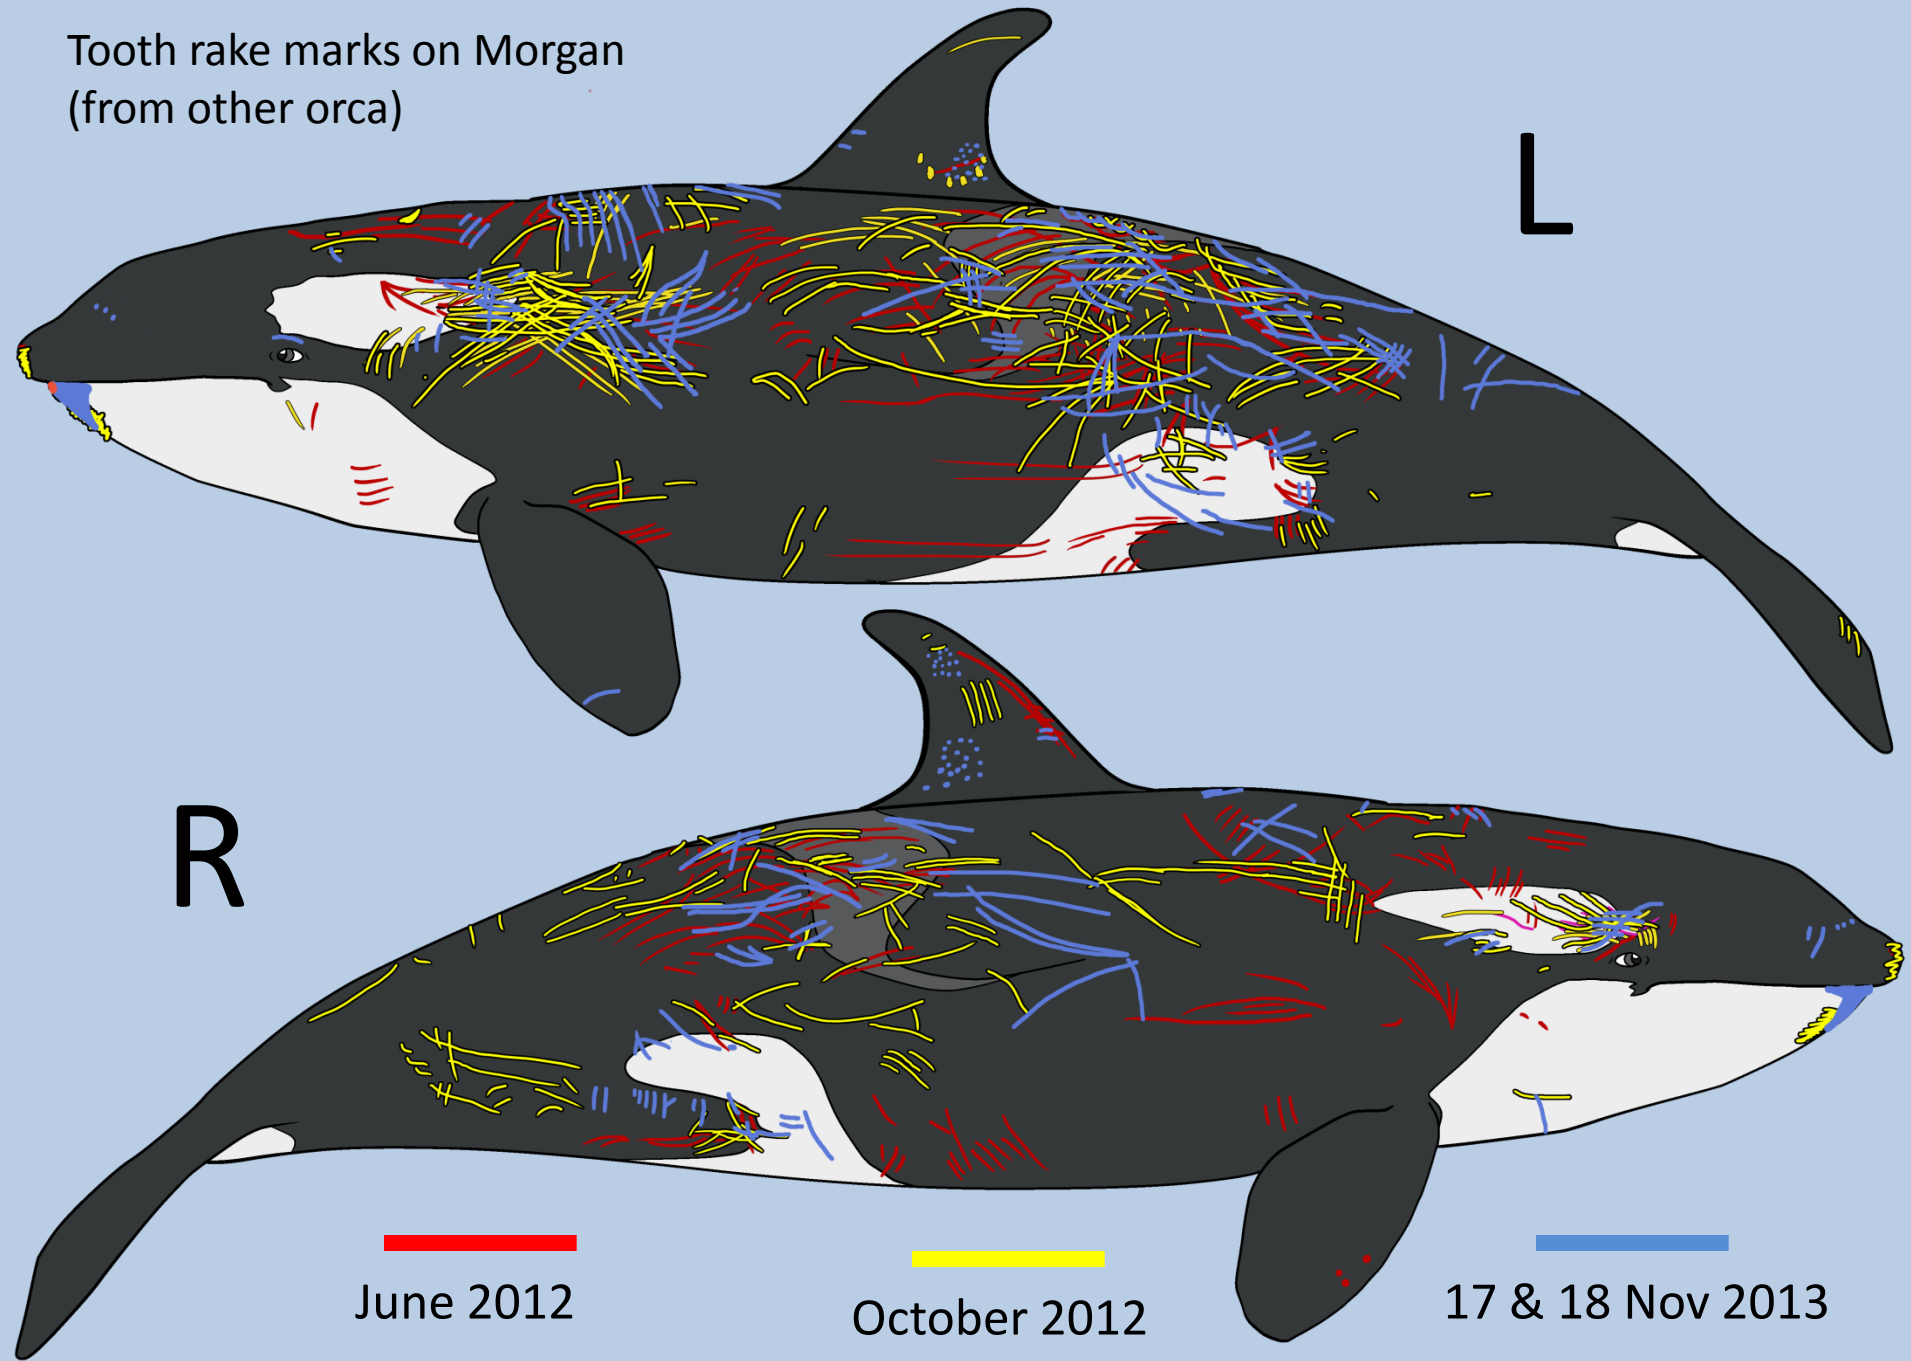 Tooth rake marks on Morgan
(from other orca)
L
R
June 2012
October 2012
17 & 18 Nov 2013